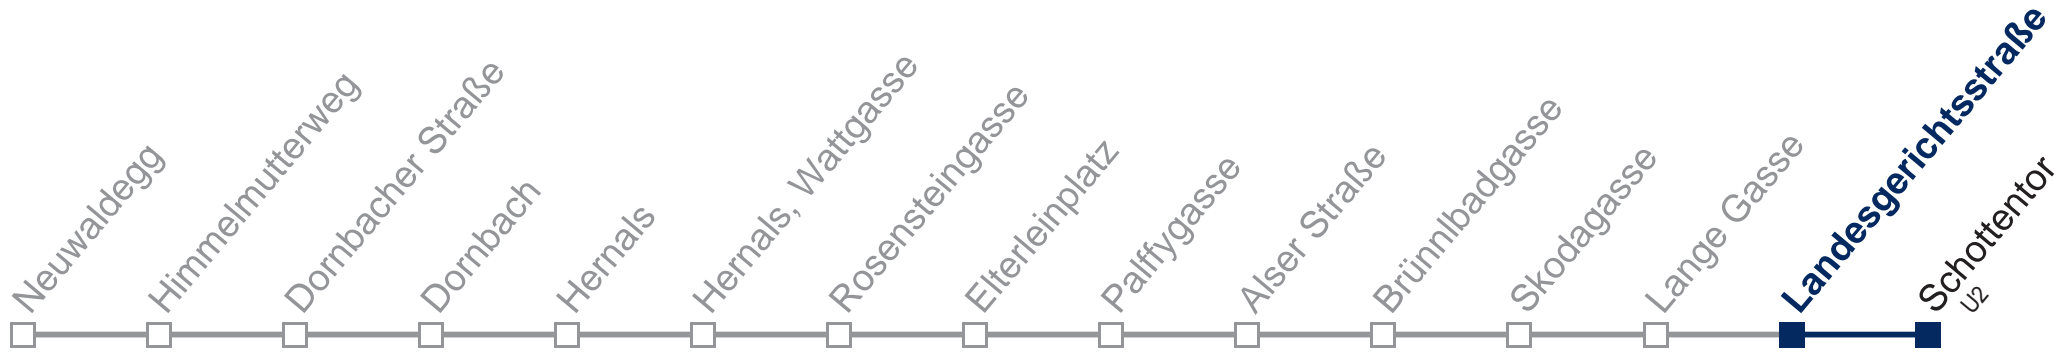 Neuwaldegg
Himmelmutterweg
Dornbacher Straße
Dornbach
Hernals
Hernals, Wattgasse
Rosensteingasse
Elterleinplatz
Palffygasse
Alser Straße
Brünnlbadgasse
Skodagasse
Lange Gasse
Landesgerichtsstraße
Schottentor
U2